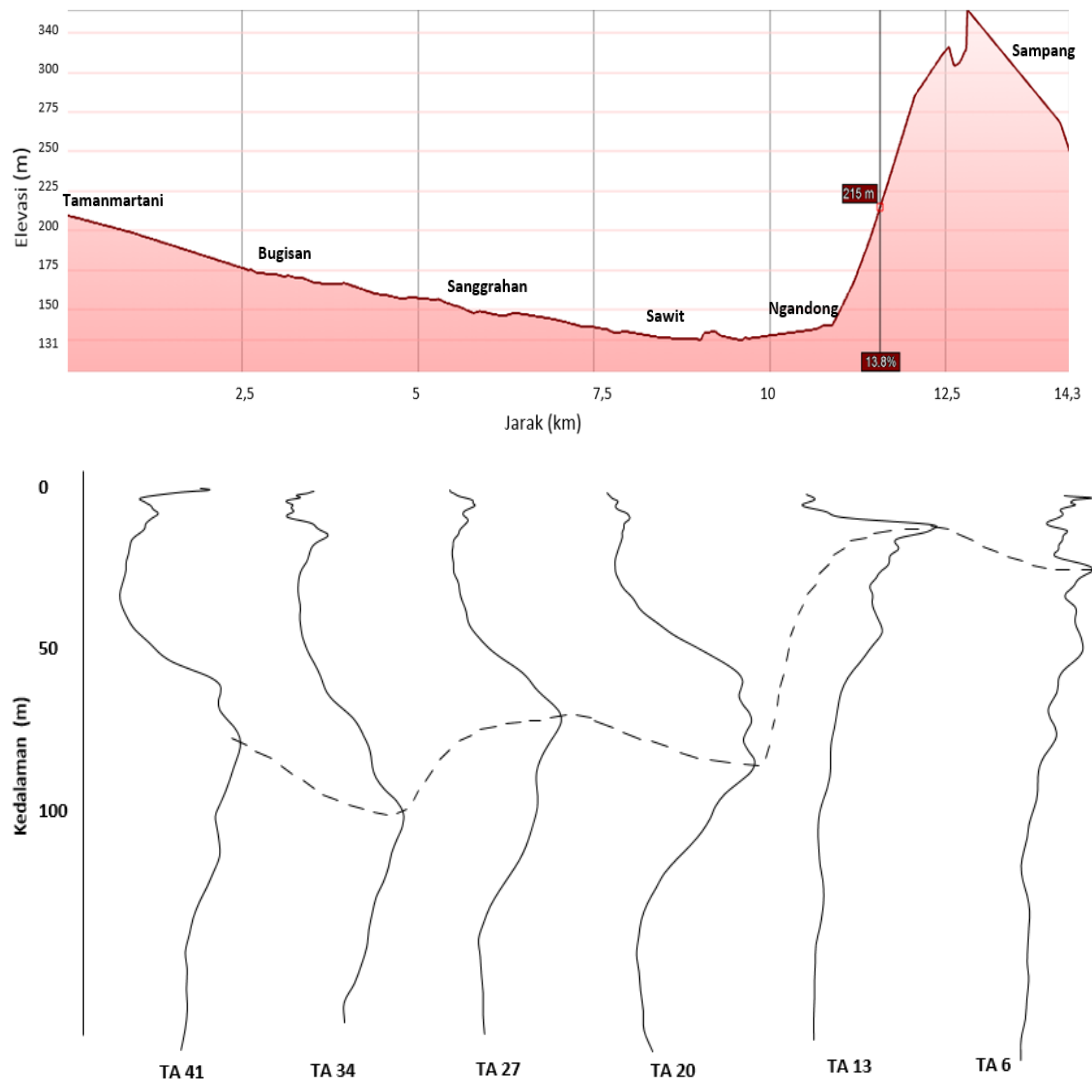 Elevasi (m)
340
300
275
250
225
200
175
150
131
Tamanmartani
Bugisan
Sanggrahan
Sawit
Ngandong
Sampang
215 m
13.8%
2,5
5
7,5
10
12,5
14,3
Jarak (km)
Kedalaman (m)
0
50
100
TA 41
TA 34
TA 27
TA 20
TA 13
TA 6